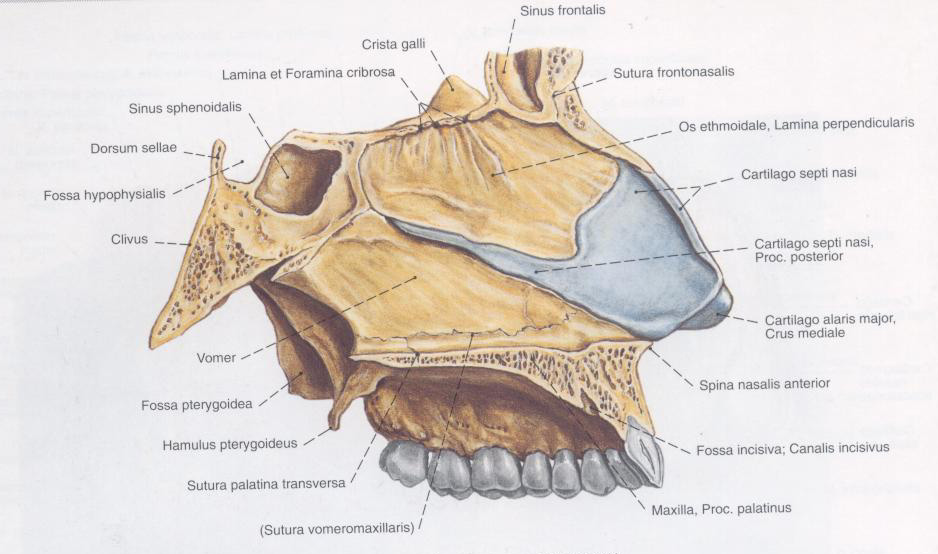 Sinus frontalis
Crista galli
Lamina et Foramina cribrosa
Sutura frontonasalis
Sinus sphenoidalis
Os ethmoidale, Lamina perpendicularis
Dorsum sellae
Cartilago septi nasi
Fossa hypophysialis
Clivus
Cartilago septi nasi,
Proc. posterior
Cartilago alaris major,
Crus mediale
Vomer
Spina nasalis anterior
Fossa pterygoidea
Hamulus pterygoideus
Fossa incisiva; Canalis incisivus
Sutura palatina transversa
Maxilla, Proc. palatinus
(Sutura vomeromaxillaris)